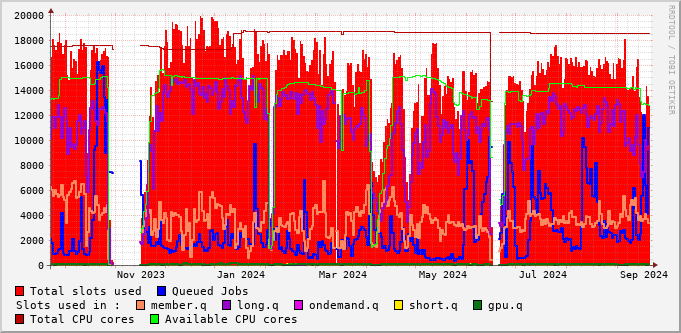 20000
18000
16000
14000
12000
10000
8000
6000
4000
2000
0
Nov 2023 Jan 2024 Mar 2024 May 2024 Jul 2024 Sep 2024
Total slots used Queued Jobs
Slots used in : member.q long.q ondemand.q short.q gpu.q
Total CPU cores Available CPU cores
RRDTOOL / TOBI OETIKER